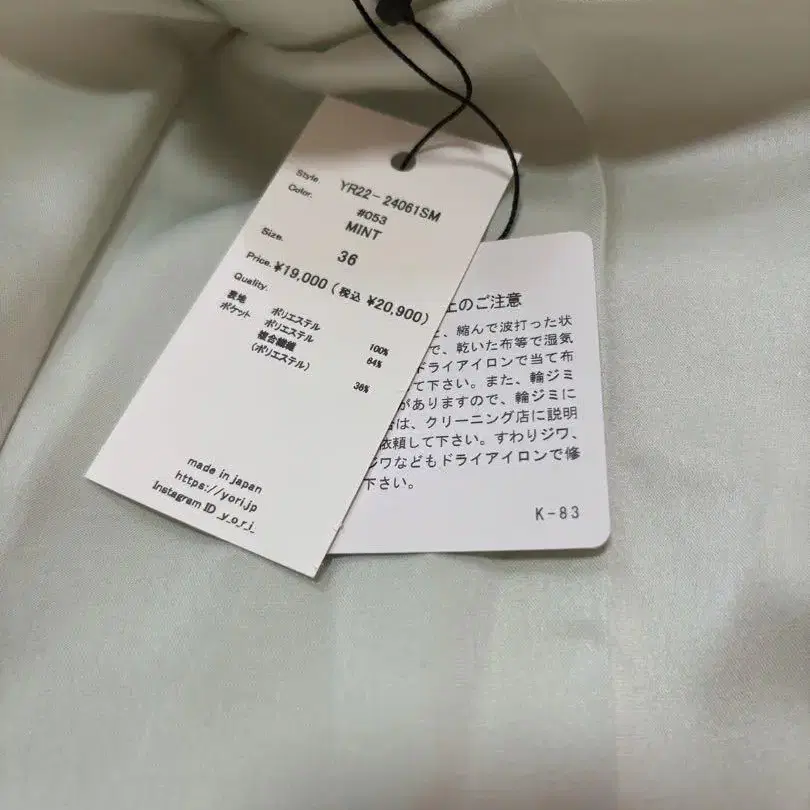 Style. YR22-24061SM
Color. #053
MINT
Size. 36
Price. ¥19,000 (税込 ¥20,900)
Quality.
表地 ポリエステル 100%
ポケット ポリエステル 64%
複合繊維
(ポリエステル) 36%
made in japan
https://yori.jp
Instagram ID _y_o_r_i_
上のご注意
、縮んで波打った状
で、乾いた布等で湿気
ドライアイロンで当て布
して下さい。また、輪ジミ
がありますので、輪ジミに
は、クリーニング店に説明
依頼して下さい。すわりジワ、
ジワなどもドライアイロンで修
下さい。
K-83